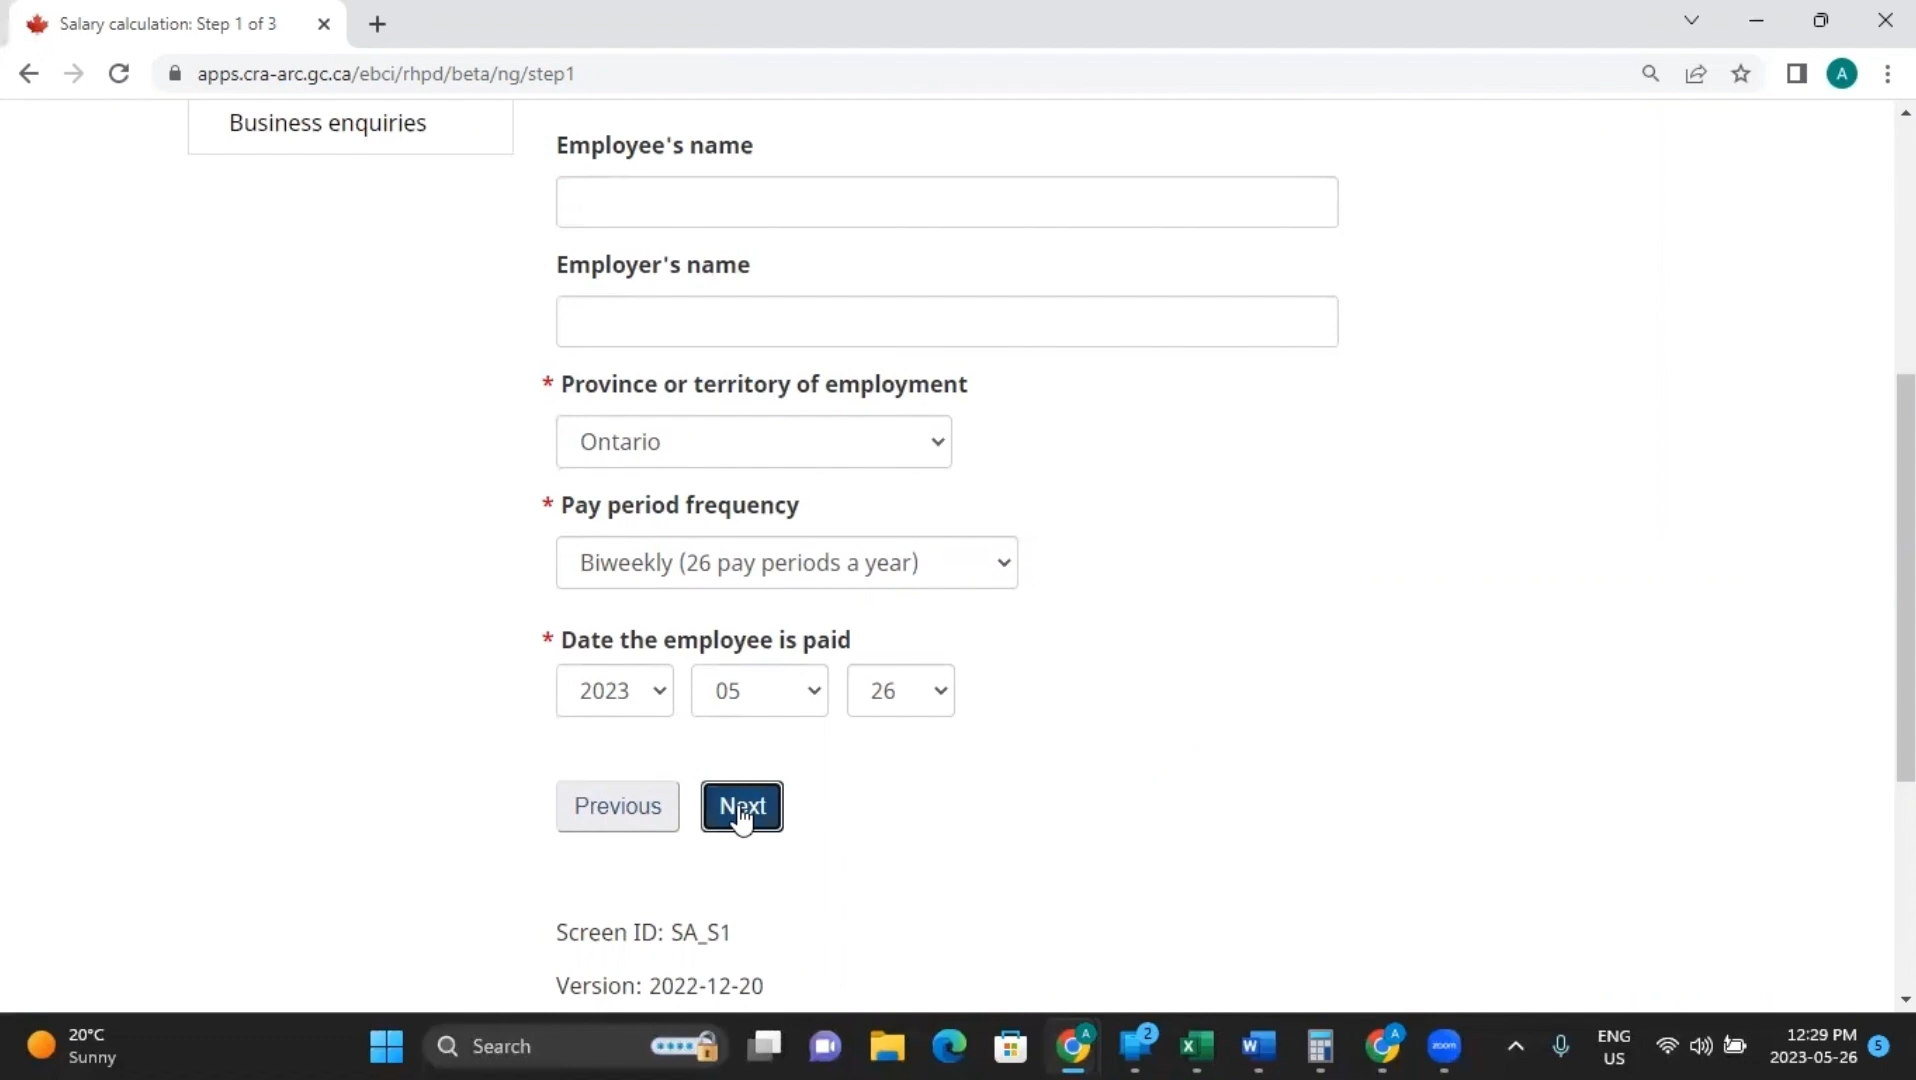 Salary calculation: Step 1 of 3
apps.cra-arc.gc.ca/ebci/rhpd/beta/ng/step1
A
Business enquiries
Employee's name
Employer's name
* Province or territory of employment
Ontario
* Pay period frequency
Biweekly (26 pay periods a year)
* Date the employee is paid
2023 05 26
Previous Next
Screen ID: SA_S1
Version: 2022-12-20
20°C
Sunny
Search
A
2
X
W
A
zoom
ENG
US
12:29 PM
2023-05-26
5